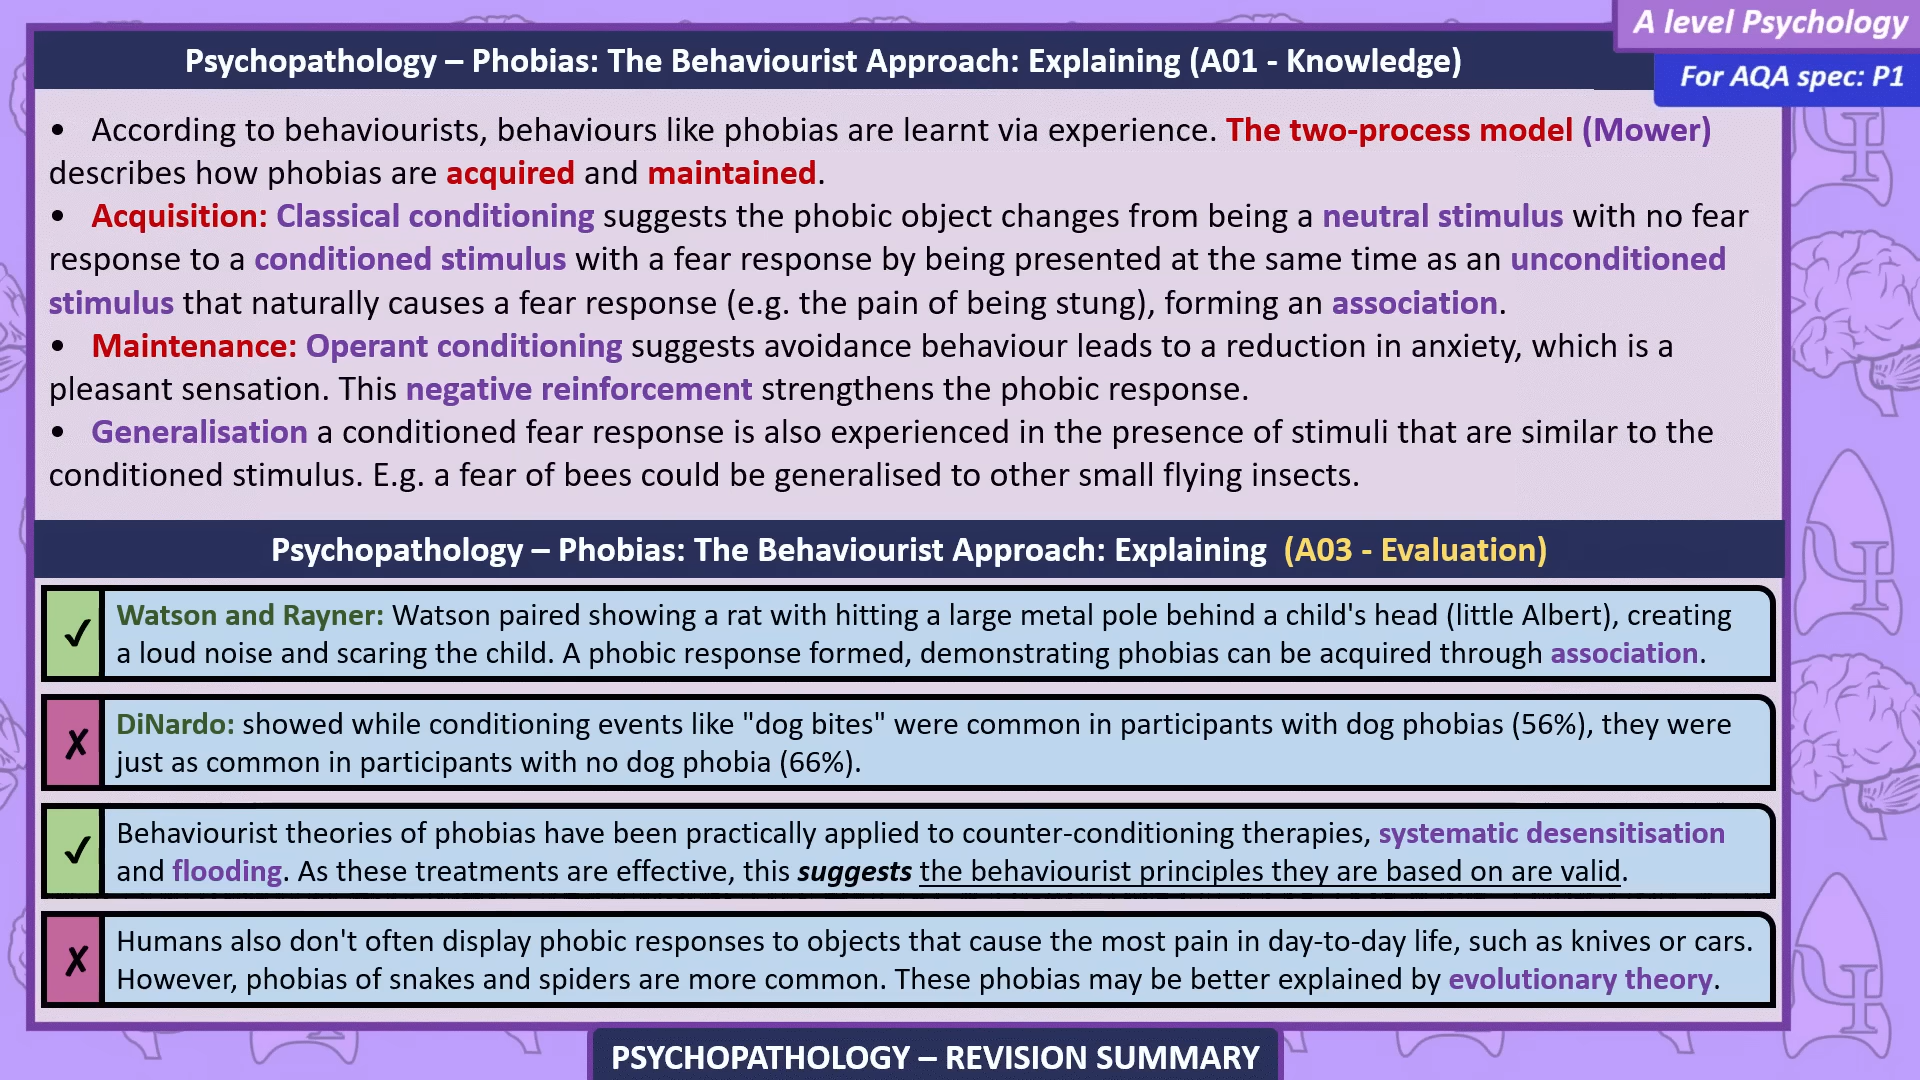 A level Psychology
For AQA spec: P1
Psychopathology – Phobias: The Behaviourist Approach: Explaining (A01 - Knowledge)
• According to behaviourists, behaviours like phobias are learnt via experience. The two-process model (Mower)
describes how phobias are acquired and maintained.
• Acquisition: Classical conditioning suggests the phobic object changes from being a neutral stimulus with no fear
response to a conditioned stimulus with a fear response by being presented at the same time as an unconditioned
stimulus that naturally causes a fear response (e.g. the pain of being stung), forming an association.
• Maintenance: Operant conditioning suggests avoidance behaviour leads to a reduction in anxiety, which is a
pleasant sensation. This negative reinforcement strengthens the phobic response.
• Generalisation a conditioned fear response is also experienced in the presence of stimuli that are similar to the
conditioned stimulus. E.g. a fear of bees could be generalised to other small flying insects.
Psychopathology – Phobias: The Behaviourist Approach: Explaining (A03 - Evaluation)
✓ Watson and Rayner: Watson paired showing a rat with hitting a large metal pole behind a child's head (little Albert), creating
a loud noise and scaring the child. A phobic response formed, demonstrating phobias can be acquired through association.
✗ DiNardo: showed while conditioning events like "dog bites" were common in participants with dog phobias (56%), they were
just as common in participants with no dog phobia (66%).
✓ Behaviourist theories of phobias have been practically applied to counter-conditioning therapies, systematic desensitisation
and flooding. As these treatments are effective, this suggests the behaviourist principles they are based on are valid.
✗ Humans also don't often display phobic responses to objects that cause the most pain in day-to-day life, such as knives or cars.
However, phobias of snakes and spiders are more common. These phobias may be better explained by evolutionary theory.
PSYCHOPATHOLOGY – REVISION SUMMARY